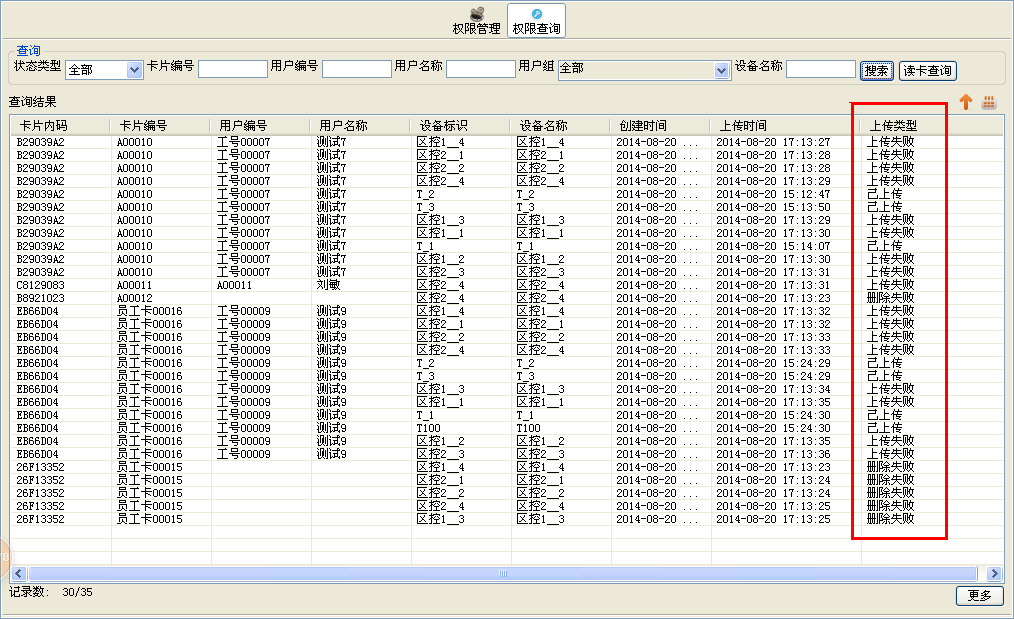 权限管理 权限查询
查询
状态类型 全部 卡片编号 用户编号 用户名称 用户组 全部 设备名称 搜索 读卡查询
查询结果
卡片内码 卡片编号 用户编号 用户名称 设备标识 设备名称 创建时间 上传时间 上传类型
B29039A2 A00010 工号00007 测试7 区控1__4 区控1__4 2014-08-20 ... 2014-08-20 17:13:27 上传失败
B29039A2 A00010 工号00007 测试7 区控2__1 区控2__1 2014-08-20 ... 2014-08-20 17:13:28 上传失败
B29039A2 A00010 工号00007 测试7 区控2__2 区控2__2 2014-08-20 ... 2014-08-20 17:13:28 上传失败
B29039A2 A00010 工号00007 测试7 区控2__4 区控2__4 2014-08-20 ... 2014-08-20 17:13:29 上传失败
B29039A2 A00010 工号00007 测试7 T_2 T_2 2014-08-20 ... 2014-08-20 15:12:47 己上传
B29039A2 A00010 工号00007 测试7 T_3 T_3 2014-08-20 ... 2014-08-20 15:13:50 己上传
B29039A2 A00010 工号00007 测试7 区控1__3 区控1__3 2014-08-20 ... 2014-08-20 17:13:29 上传失败
B29039A2 A00010 工号00007 测试7 区控1__1 区控1__1 2014-08-20 ... 2014-08-20 17:13:30 上传失败
B29039A2 A00010 工号00007 测试7 T_1 T_1 2014-08-20 ... 2014-08-20 15:14:07 己上传
B29039A2 A00010 工号00007 测试7 区控1__2 区控1__2 2014-08-20 ... 2014-08-20 17:13:30 上传失败
B29039A2 A00010 工号00007 测试7 区控2__3 区控2__3 2014-08-20 ... 2014-08-20 17:13:31 上传失败
C8129083 A00011 A00011 刘敏 区控2__4 区控2__4 2014-08-20 ... 2014-08-20 17:13:31 上传失败
B8921023 A00012 区控2__4 区控2__4 2014-08-20 ... 2014-08-20 17:13:23 删除失败
EB66D04 员工卡00016 工号00009 测试9 区控1__4 区控1__4 2014-08-20 ... 2014-08-20 17:13:32 上传失败
EB66D04 员工卡00016 工号00009 测试9 区控2__1 区控2__1 2014-08-20 ... 2014-08-20 17:13:32 上传失败
EB66D04 员工卡00016 工号00009 测试9 区控2__2 区控2__2 2014-08-20 ... 2014-08-20 17:13:33 上传失败
EB66D04 员工卡00016 工号00009 测试9 区控2__4 区控2__4 2014-08-20 ... 2014-08-20 17:13:33 上传失败
EB66D04 员工卡00016 工号00009 测试9 T_2 T_2 2014-08-20 ... 2014-08-20 15:24:29 己上传
EB66D04 员工卡00016 工号00009 测试9 T_3 T_3 2014-08-20 ... 2014-08-20 15:24:29 己上传
EB66D04 员工卡00016 工号00009 测试9 区控1__3 区控1__3 2014-08-20 ... 2014-08-20 17:13:34 上传失败
EB66D04 员工卡00016 工号00009 测试9 区控1__1 区控1__1 2014-08-20 ... 2014-08-20 17:13:35 上传失败
EB66D04 员工卡00016 工号00009 测试9 T_1 T_1 2014-08-20 ... 2014-08-20 15:24:30 己上传
EB66D04 员工卡00016 工号00009 测试9 T100 T100 2014-08-20 ... 2014-08-20 15:24:30 己上传
EB66D04 员工卡00016 工号00009 测试9 区控1__2 区控1__2 2014-08-20 ... 2014-08-20 17:13:35 上传失败
EB66D04 员工卡00016 工号00009 测试9 区控2__3 区控2__3 2014-08-20 ... 2014-08-20 17:13:36 上传失败
26F13352 员工卡00015 区控1__4 区控1__4 2014-08-20 ... 2014-08-20 17:13:23 删除失败
26F13352 员工卡00015 区控2__1 区控2__1 2014-08-20 ... 2014-08-20 17:13:24 删除失败
26F13352 员工卡00015 区控2__2 区控2__2 2014-08-20 ... 2014-08-20 17:13:24 删除失败
26F13352 员工卡00015 区控2__4 区控2__4 2014-08-20 ... 2014-08-20 17:13:25 删除失败
26F13352 员工卡00015 区控1__3 区控1__3 2014-08-20 ... 2014-08-20 17:13:25 删除失败
记录数: 30/35 更多